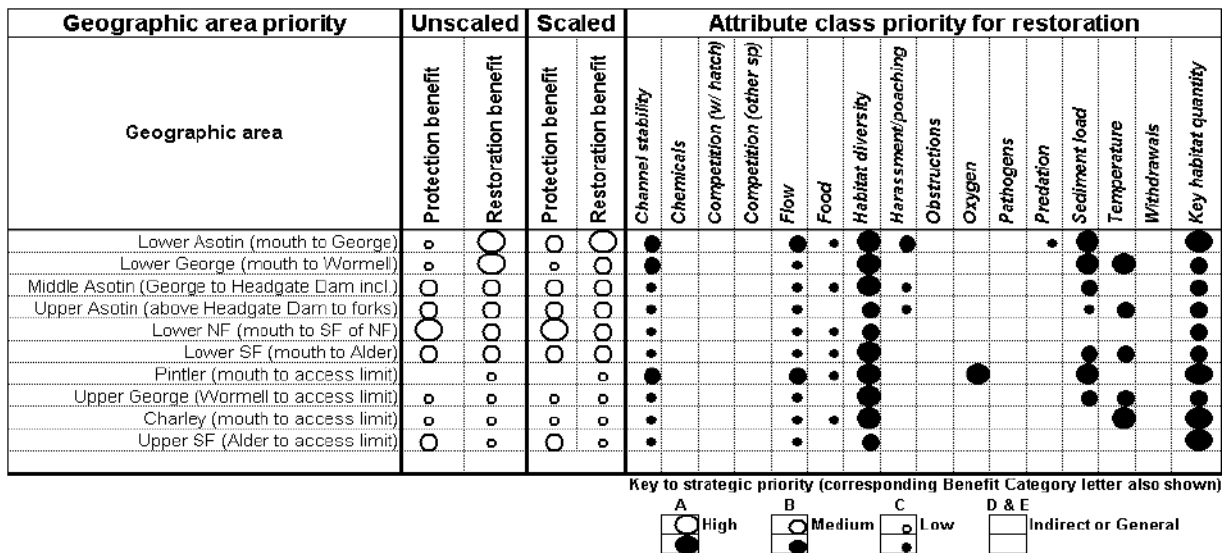 Geographic area priority Unscaled Scaled Attribute class priority for restoration
Geographic area
Protection benefit
Restoration benefit
Protection benefit
Restoration benefit
Channel stability
Chemicals
Competition (w/ hatch)
Competition (other sp)
Flow
Food
Habitat diversity
Harassment/poaching
Obstructions
Oxygen
Pathogens
Predation
Sediment load
Temperature
Withdrawals
Key habitat quantity
Lower Asotin (mouth to George)
Lower George (mouth to Wormell)
Middle Asotin (George to Headgate Dam incl.)
Upper Asotin (above Headgate Dam to forks)
Lower NF (mouth to SF of NF)
Lower SF (mouth to Alder)
Pintler (mouth to access limit)
Upper George (Wormell to access limit)
Charley (mouth to access limit)
Upper SF (Alder to access limit)
Key to strategic priority (corresponding Benefit Category letter also shown)
A B C D & E
High Medium Low Indirect or General